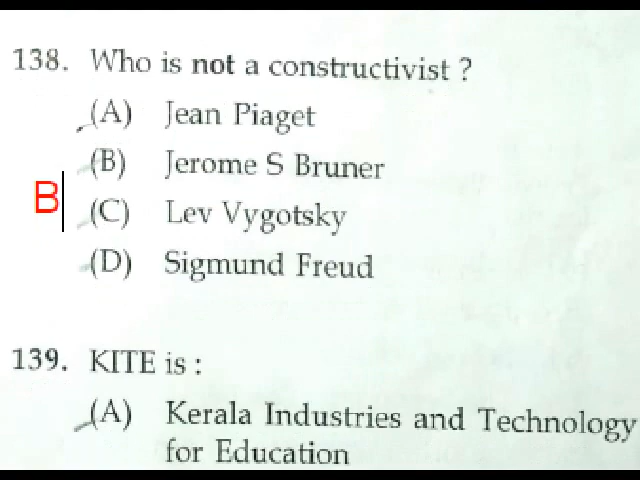 138. Who is not a constructivist ?
(A) Jean Piaget
(B) Jerome S Bruner
B
(C) Lev Vygotsky
(D) Sigmund Freud
139. KITE is :
(A) Kerala Industries and Technology
for Education